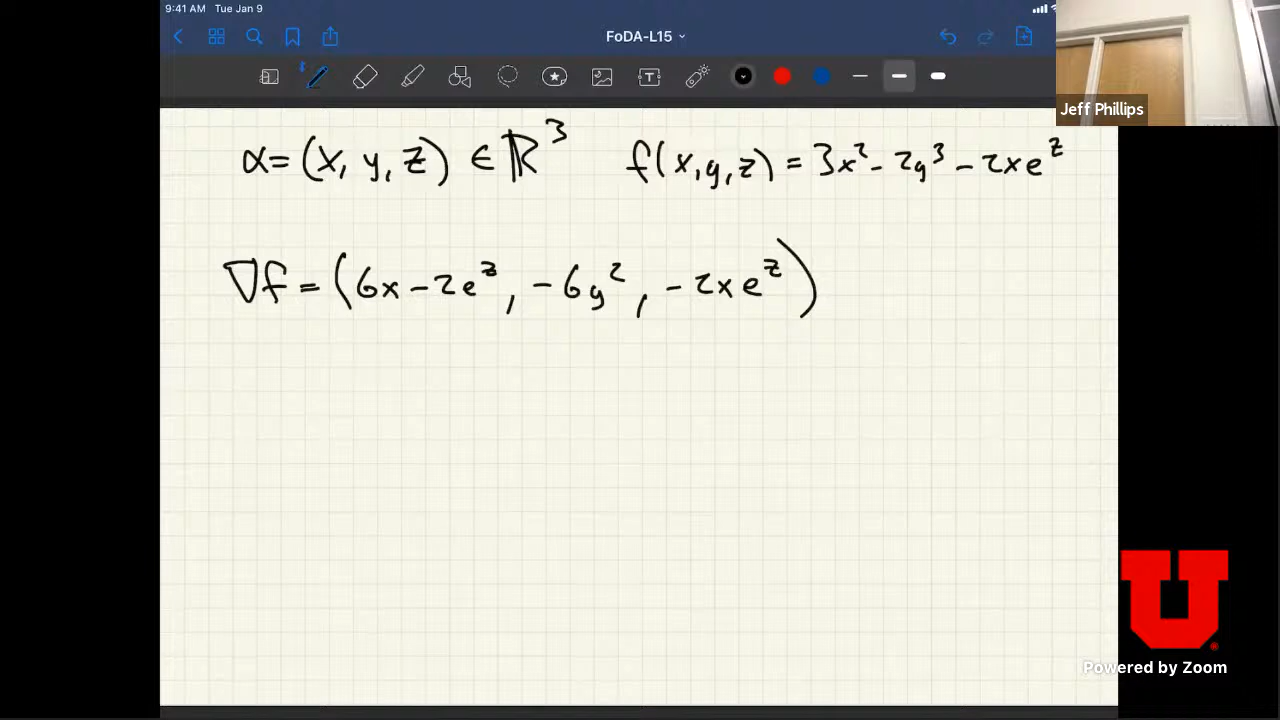 9:41 AM Tue Jan 9
FoDA-L15
T
Jeff Phillips
α = (x, y, z) ∈ ℝ³ f(x,y,z) = 3x² - 2y³ - 2xe^z
∇f = (6x - 2e^z, -6y², -2xe^z)
U
Powered by Zoom